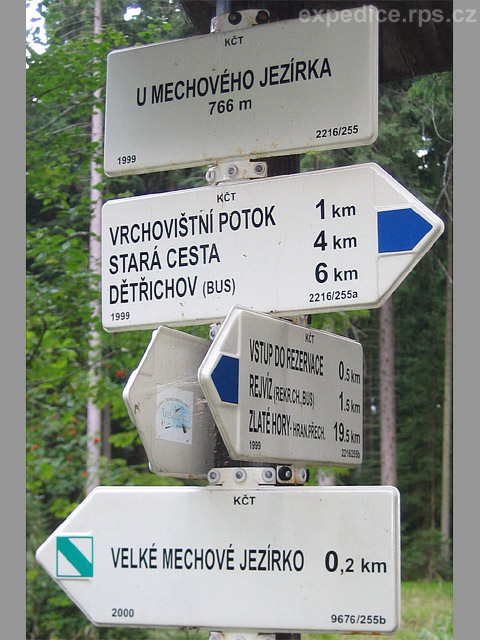 expedice.rps.cz
KČT
U MECHOVÉHO JEZÍRKA
766 m
1999 2216/255
KČT
VRCHOVIŠTNÍ POTOK 1 km
STARÁ CESTA 4 km
DĚTŘICHOV (BUS) 6 km
1999 2216/255a
KČT
VSTUP DO REZERVACE 0,5 km
REJVÍZ (REKR.CH.,BUS) 1,5 km
ZLATÉ HORY-HRAN.PŘECH. 19,5 km
1999 2216/255b
KČT
VELKÉ MECHOVÉ JEZÍRKO 0,2 km
2000 9676/255b